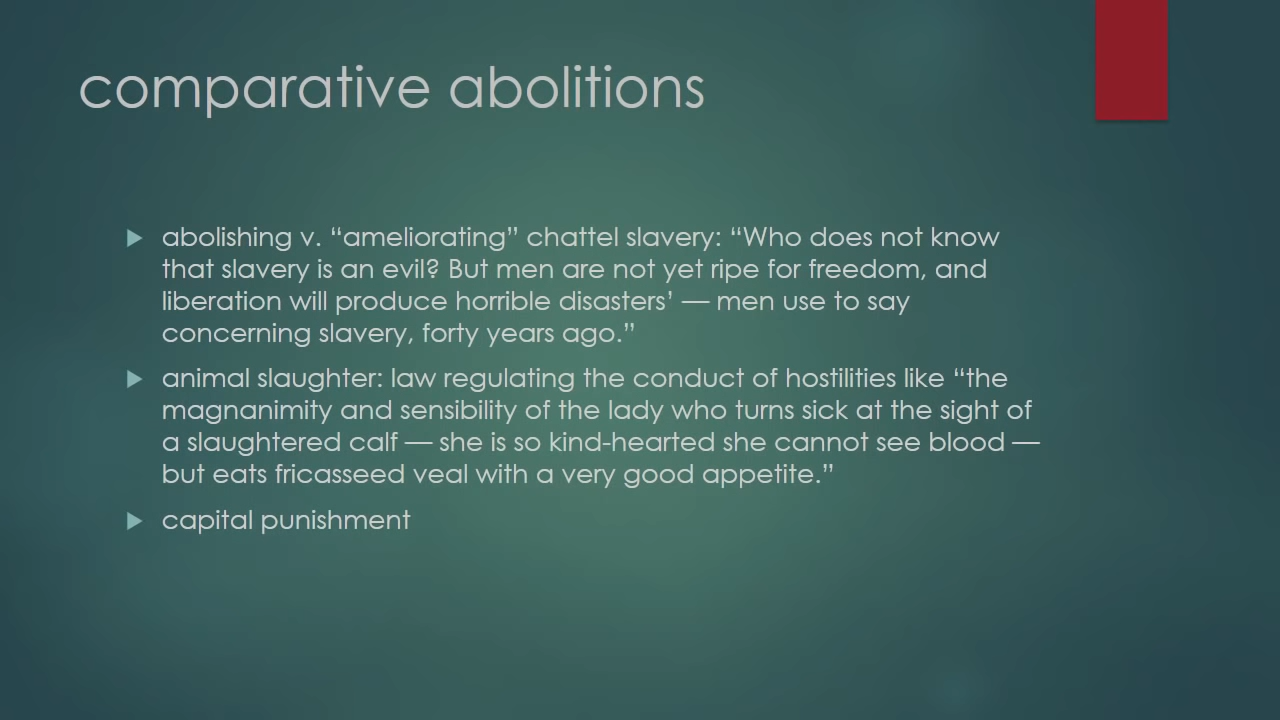 comparative abolitions
abolishing v. “ameliorating” chattel slavery: “Who does not know
that slavery is an evil? But men are not yet ripe for freedom, and
liberation will produce horrible disasters’ — men use to say
concerning slavery, forty years ago.”
animal slaughter: law regulating the conduct of hostilities like “the
magnanimity and sensibility of the lady who turns sick at the sight of
a slaughtered calf — she is so kind-hearted she cannot see blood —
but eats fricasseed veal with a very good appetite.”
capital punishment